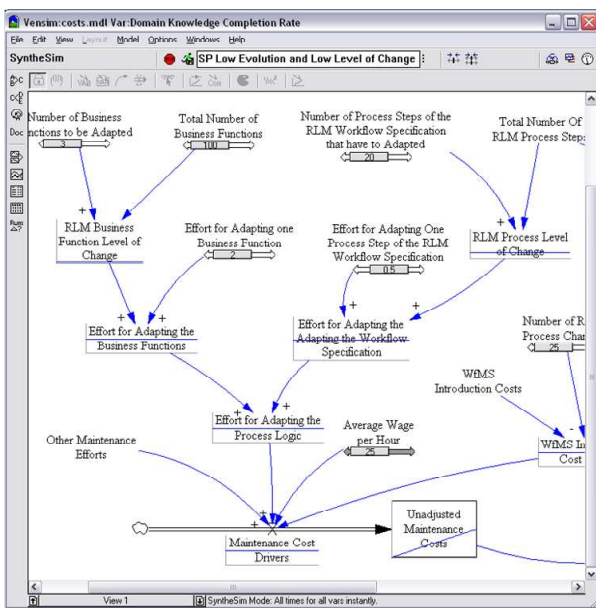 Vensim:costs.mdl Var:Domain Knowledge Completion Rate
File Edit View Layout Model Options Windows Help
SyntheSim
SP Low Evolution and Low Level of Change
VAR
COM
Doc
Number of Business
nctions to be Adapted
3
Total Number of
Business Functions
100
Number of Process Steps of the
RLM Workflow Specification
that have to Adapted
20
Total Number Of
RLM Process Steps
+
RLM Business
Function Level of
Change
Effort for Adapting one
Business Function
2
Effort for Adapting One
Process Step of the RLM
Workflow Specification
0.5
+
RLM Process Level
of Change
+ +
Effort for Adapting the
Business Functions
+ +
Effort for Adapting the
Adapting the Workflow
Specification
Number of R
Process Chan
25
WfMS
Introduction Costs
+ +
Effort for Adapting the
Process Logic
Average Wage
per Hour
25
-
WfMS In
Cost
Other Maintenance
Efforts
+
+
Maintenance Cost
Drivers
Unadjusted
Maintenance
Costs
View 1
SyntheSim Mode: All times for all vars instantly.